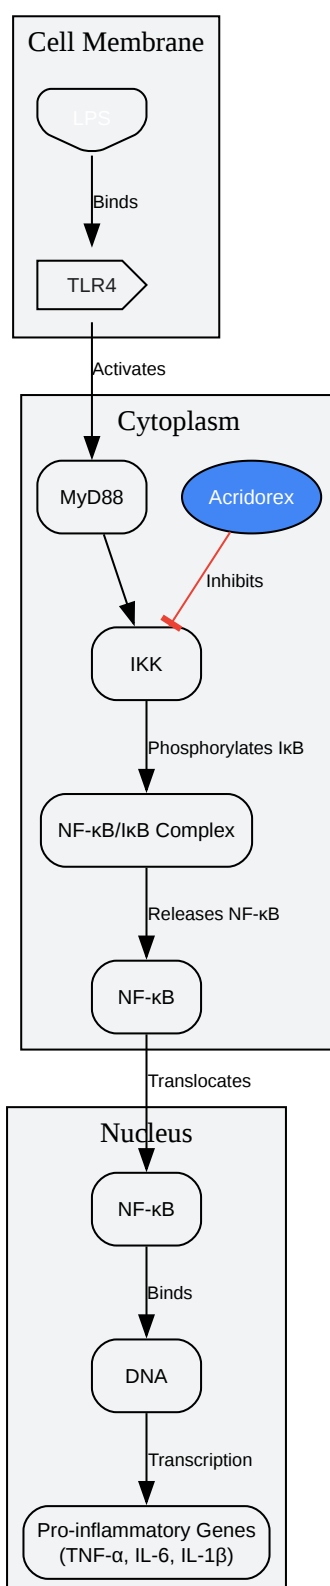 Cell Membrane
LPS
Binds
TLR4
Activates
Cytoplasm
MyD88
Acridorex
Inhibits
IKK
Phosphorylates IκB
NF-κB/IκB Complex
Releases NF-κB
NF-κB
Translocates
Nucleus
NF-κB
Binds
DNA
Transcription
Pro-inflammatory Genes
(TNF-α, IL-6, IL-1β)